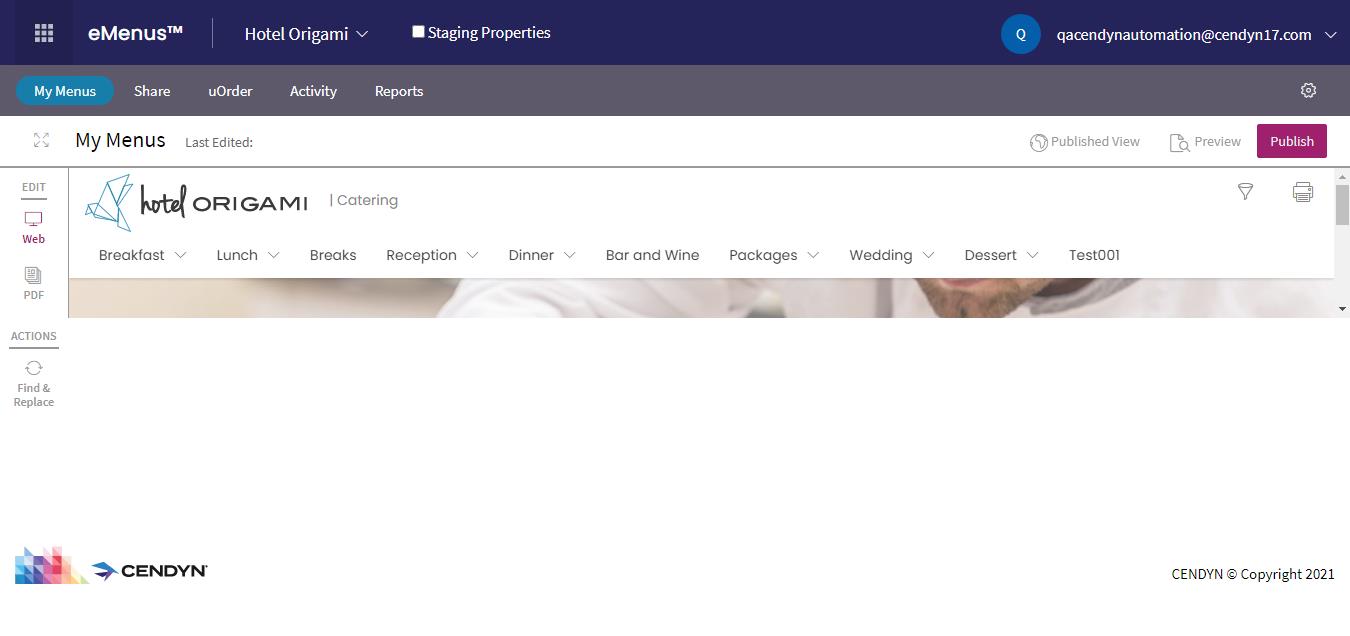 eMenus™ Hotel Origami Staging Properties Q qacendynautomation@cendyn17.com
My Menus Share uOrder Activity Reports
My Menus Last Edited: Published View Preview Publish
EDIT
Web
PDF
ACTIONS
Find &
Replace
hotel ORIGAMI | Catering
Breakfast Lunch Breaks Reception Dinner Bar and Wine Packages Wedding Dessert Test001
CENDYN
CENDYN © Copyright 2021